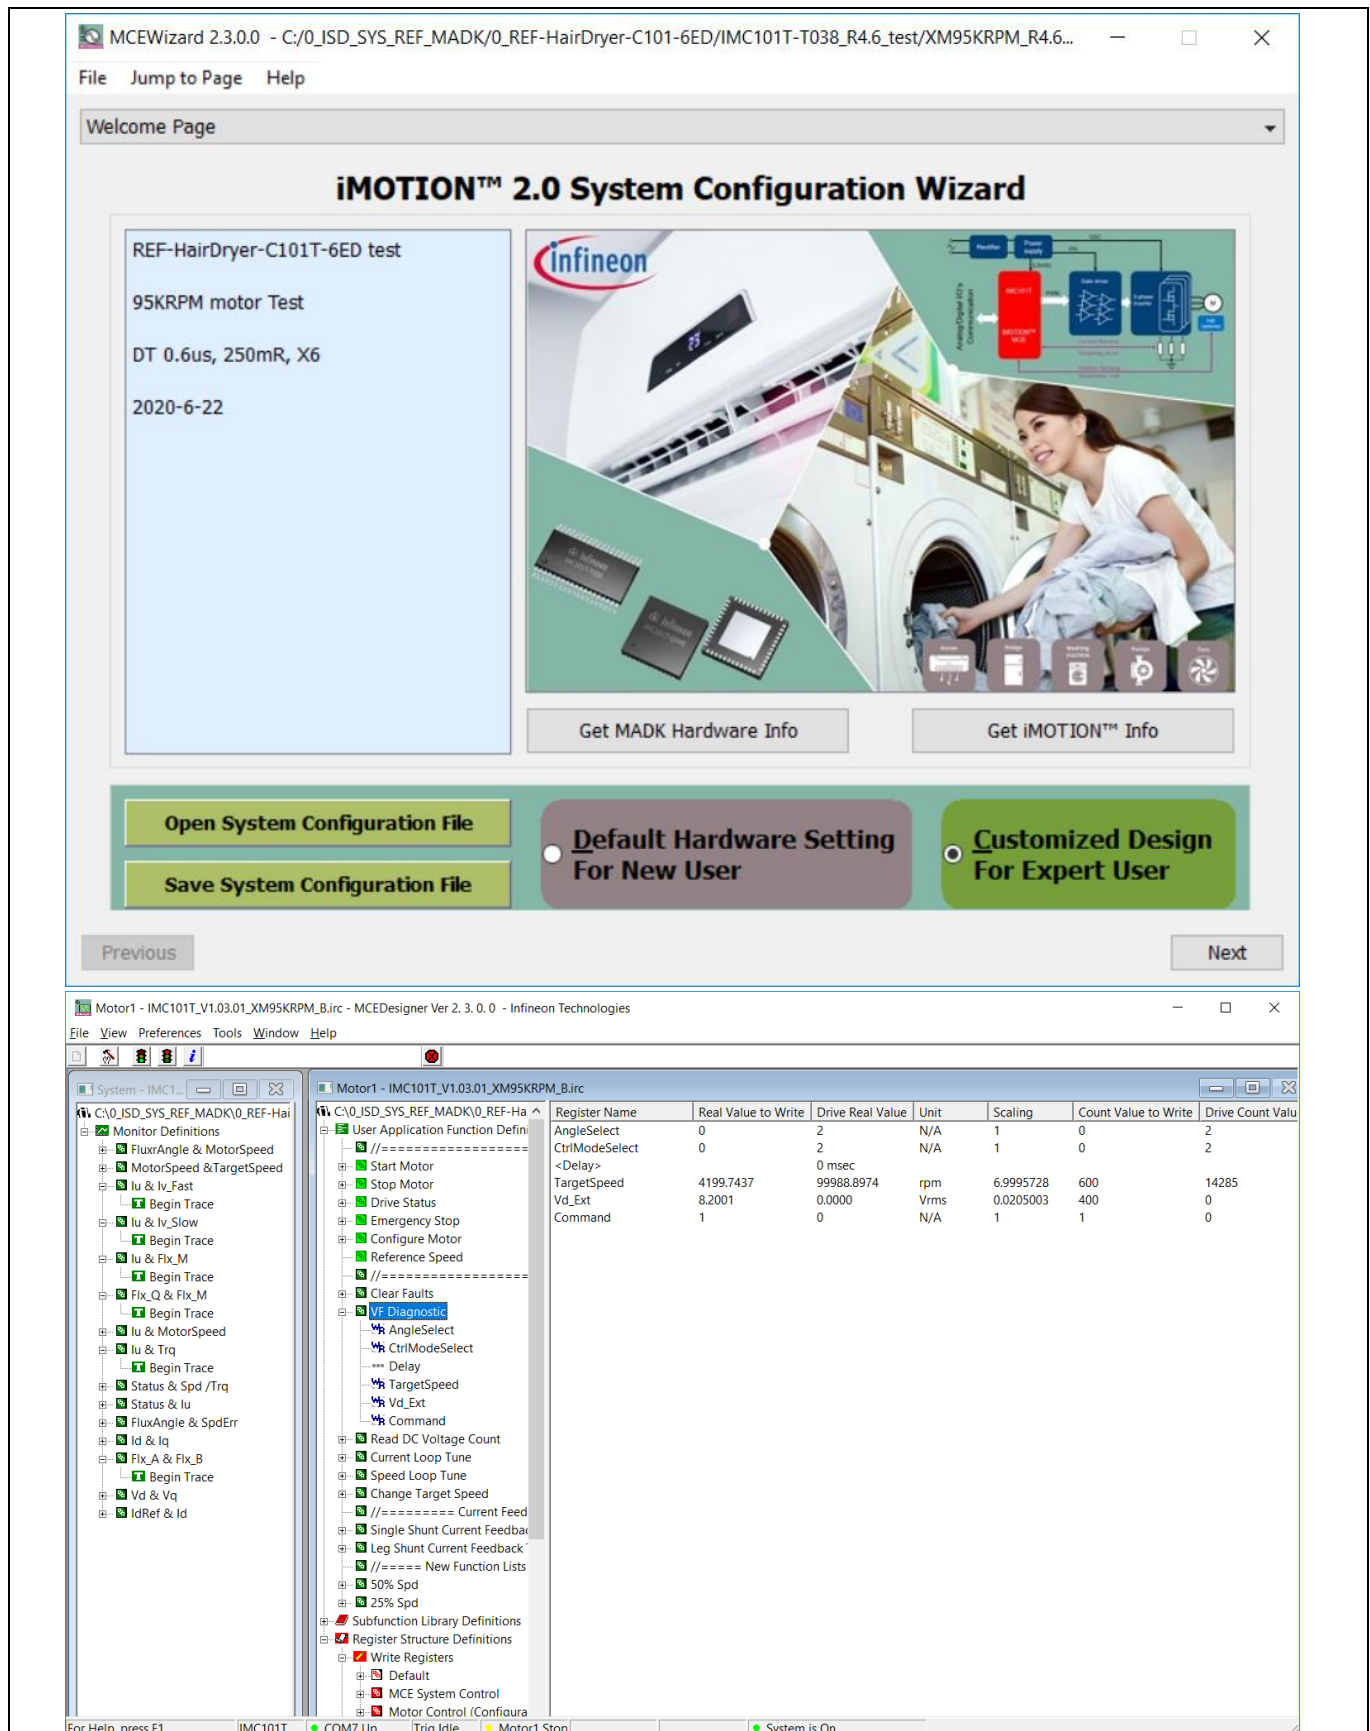 MCEWizard 2.3.0.0 - C:/0_ISD_SYS_REF_MADK/0_REF-HairDryer-C101-6ED/IMC101T-T038_R4.6_test/XM95KRPM_R4.6...
File Jump to Page Help
Welcome Page
iMOTION™ 2.0 System Configuration Wizard
REF-HairDryer-C101T-6ED test
95KRPM motor Test
DT 0.6us, 250mR, X6
2020-6-22
infineon
Rectifier
Power supply
IMC101T
iMOTION™ MCE
Gate driver
Analog/Digital I/O's
Communication
M
Get MADK Hardware Info
Get iMOTION™ Info
Open System Configuration File
Save System Configuration File
Default Hardware Setting
For New User
Customized Design
For Expert User
Previous
Next
Motor1 - IMC101T_V1.03.01_XM95KRPM_B.irc - MCEDesigner Ver 2. 3. 0. 0 - Infineon Technologies
File View Preferences Tools Window Help
System - IMC1...
C:\0_ISD_SYS_REF_MADK\0_REF-Hai
Monitor Definitions
FluxrAngle & MotorSpeed
MotorSpeed &TargetSpeed
Iu & Iv_Fast
Begin Trace
Iu & Iv_Slow
Begin Trace
Iu & Flx_M
Begin Trace
Flx_Q & Flx_M
Begin Trace
Iu & MotorSpeed
Iu & Trq
Begin Trace
Status & Spd /Trq
Status & Iu
FluxAngle & SpdErr
Id & Iq
Flx_A & Flx_B
Begin Trace
Vd & Vq
IdRef & Id
Motor1 - IMC101T_V1.03.01_XM95KRPM_B.irc
C:\0_ISD_SYS_REF_MADK\0_REF-Ha
User Application Function Defini
//==================
Start Motor
Stop Motor
Drive Status
Emergency Stop
Configure Motor
Reference Speed
//==================
Clear Faults
VF Diagnostic
AngleSelect
CtrlModeSelect
Delay
TargetSpeed
Vd_Ext
Command
Read DC Voltage Count
Current Loop Tune
Speed Loop Tune
Change Target Speed
//========= Current Feed
Single Shunt Current Feedbac
Leg Shunt Current Feedback
//===== New Function Lists
50% Spd
25% Spd
Subfunction Library Definitions
Register Structure Definitions
Write Registers
Default
MCE System Control
Motor Control (Configura
Register Name Real Value to Write Drive Real Value Unit Scaling Count Value to Write Drive Count Valu
AngleSelect 0 2 N/A 1 0 2
CtrlModeSelect 0 2 N/A 1 0 2
<Delay> 0 msec
TargetSpeed 4199.7437 99988.8974 rpm 6.9995728 600 14285
Vd_Ext 8.2001 0.0000 Vrms 0.0205003 400 0
Command 1 0 N/A 1 1 0
For Help, press F1 IMC101T COM7 Up Trig Idle Motor1 Stop System is On